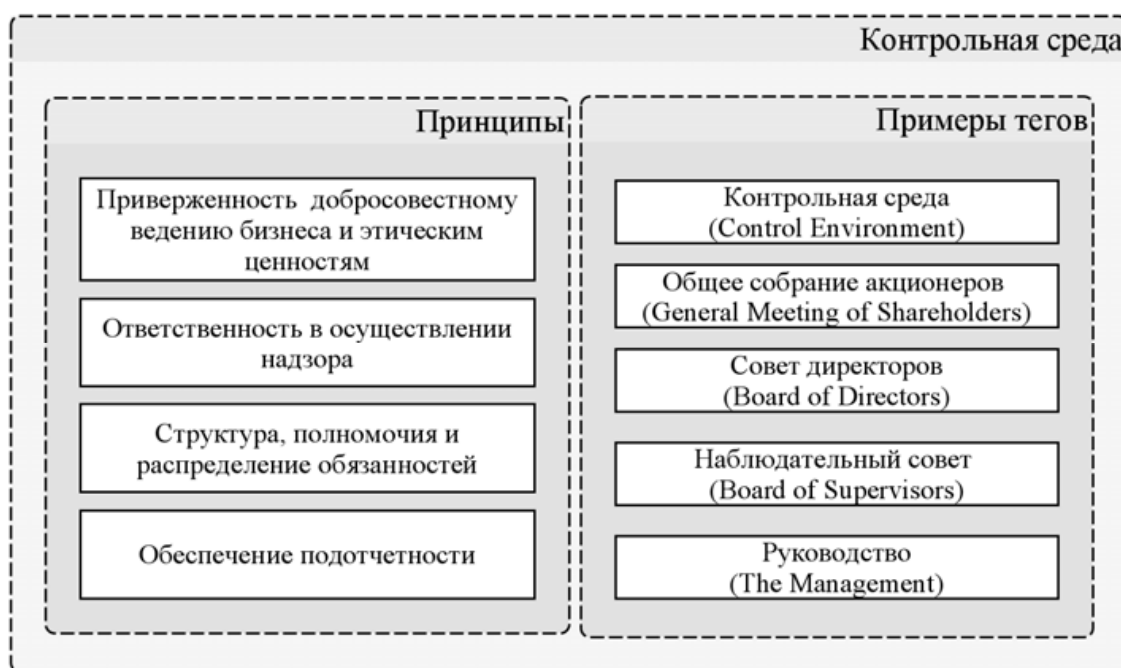 Контрольная среда
Принципы
Приверженность добросовестному
ведению бизнеса и этическим
ценностям
Ответственность в осуществлении
надзора
Структура, полномочия и
распределение обязанностей
Обеспечение подотчетности
Примеры тегов
Контрольная среда
(Control Environment)
Общее собрание акционеров
(General Meeting of Shareholders)
Совет директоров
(Board of Directors)
Наблюдательный совет
(Board of Supervisors)
Руководство
(The Management)